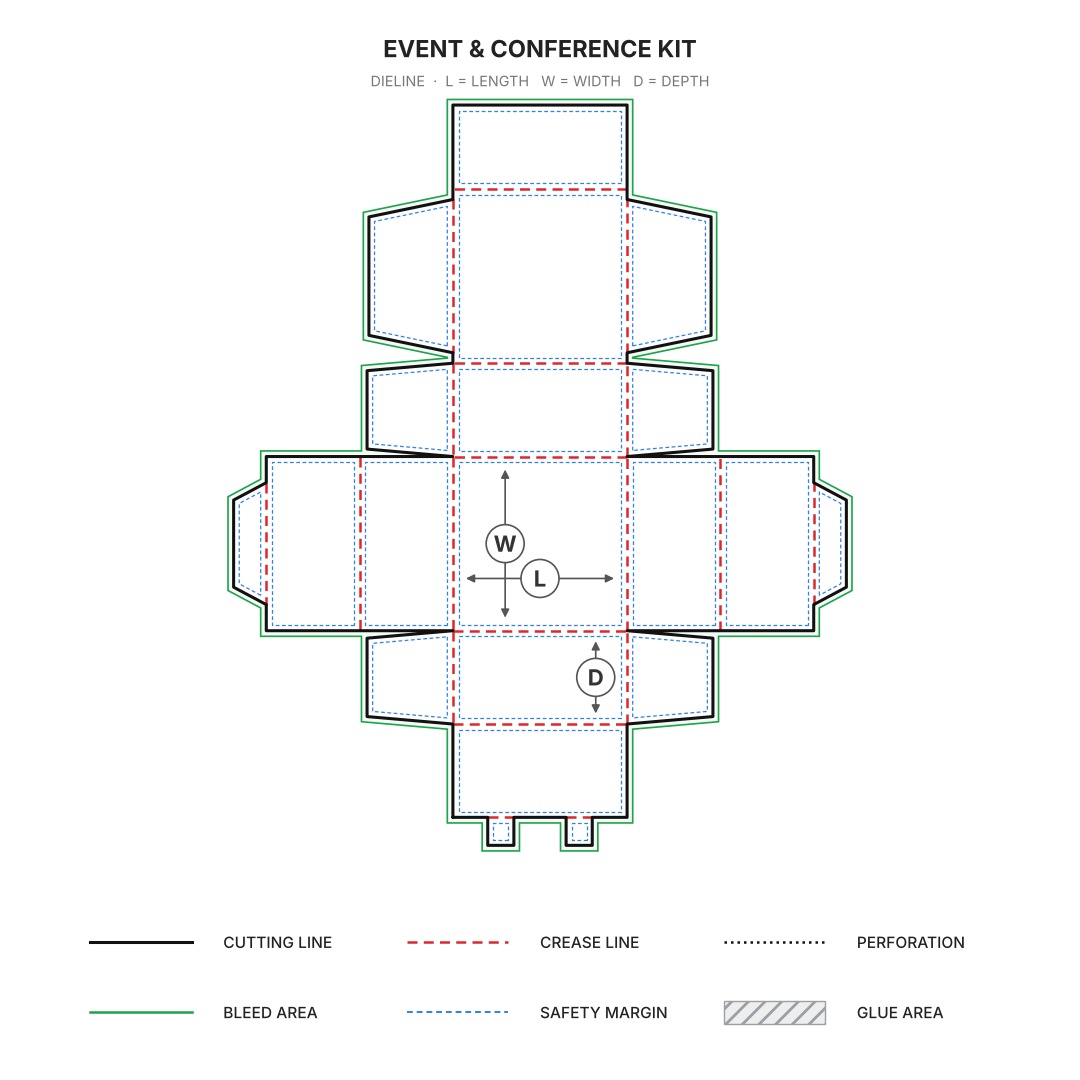 EVENT & CONFERENCE KIT
DIELINE · L = LENGTH W = WIDTH D = DEPTH
W
L
D
CUTTING LINE
CREASE LINE
PERFORATION
BLEED AREA
SAFETY MARGIN
GLUE AREA